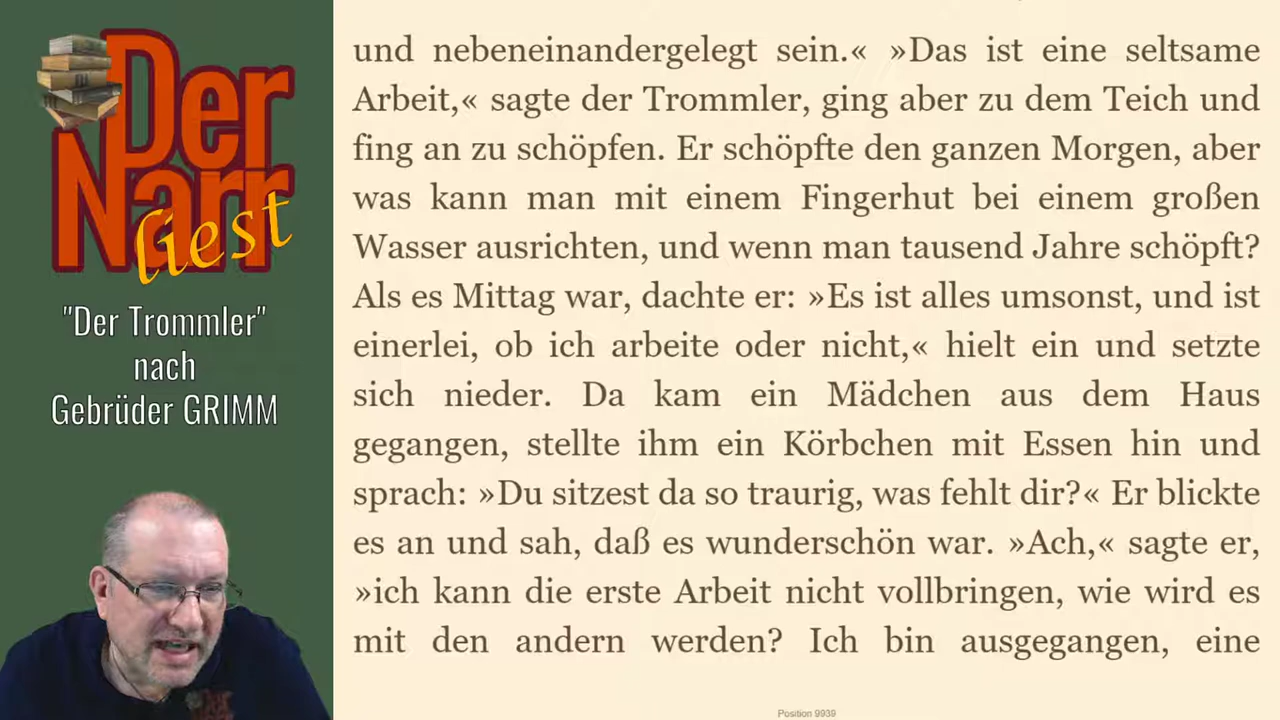 Der
Narr
liest
"Der Trommler"
nach
Gebrüder GRIMM
und nebeneinandergelegt sein.« »Das ist eine seltsame
Arbeit,« sagte der Trommler, ging aber zu dem Teich und
fing an zu schöpfen. Er schöpfte den ganzen Morgen, aber
was kann man mit einem Fingerhut bei einem großen
Wasser ausrichten, und wenn man tausend Jahre schöpft?
Als es Mittag war, dachte er: »Es ist alles umsonst, und ist
einerlei, ob ich arbeite oder nicht,« hielt ein und setzte
sich nieder. Da kam ein Mädchen aus dem Haus
gegangen, stellte ihm ein Körbchen mit Essen hin und
sprach: »Du sitzest da so traurig, was fehlt dir?« Er blickte
es an und sah, daß es wunderschön war. »Ach,« sagte er,
»ich kann die erste Arbeit nicht vollbringen, wie wird es
mit den andern werden? Ich bin ausgegangen, eine
Position 9939